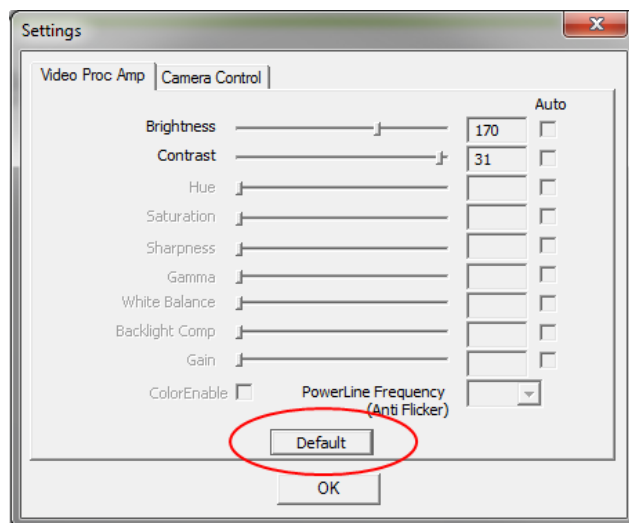 Settings
Video Proc Amp
Camera Control
Auto
Brightness 170
Contrast 31
Hue
Saturation
Sharpness
Gamma
White Balance
Backlight Comp
Gain
ColorEnable PowerLine Frequency
(Anti Flicker)
Default
OK